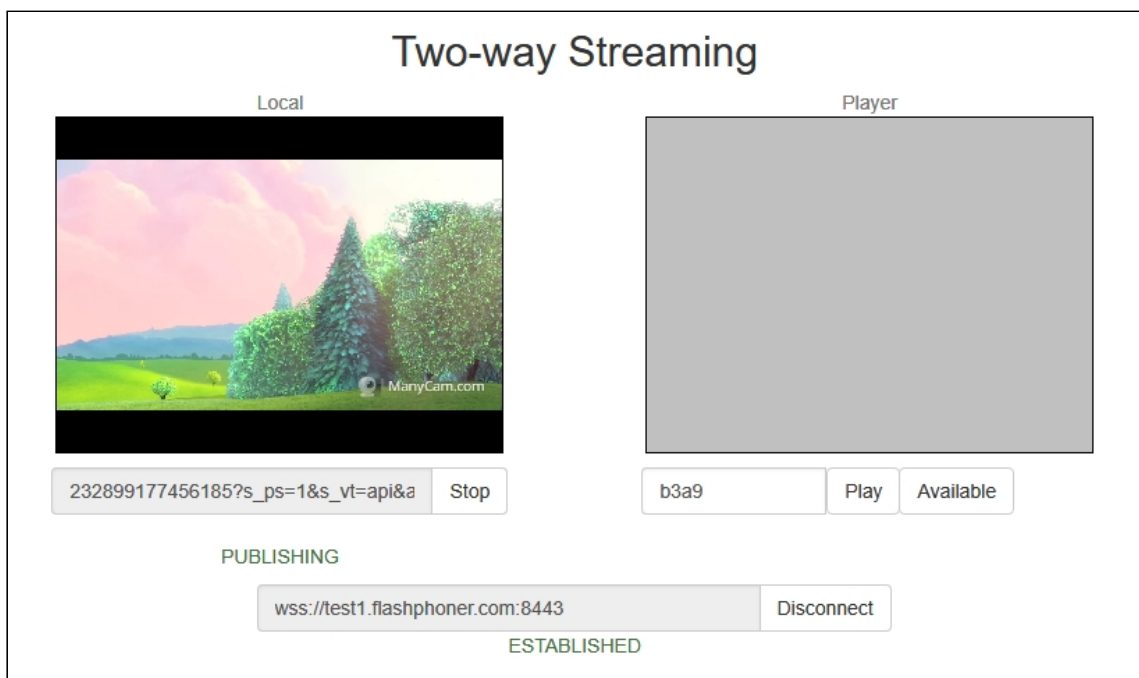 Two-way Streaming
Local
Player
ManyCam.com
232899177456185?s_ps=1&s_vt=api&a
Stop
b3a9
Play
Available
PUBLISHING
wss://test1.flashphoner.com:8443
Disconnect
ESTABLISHED